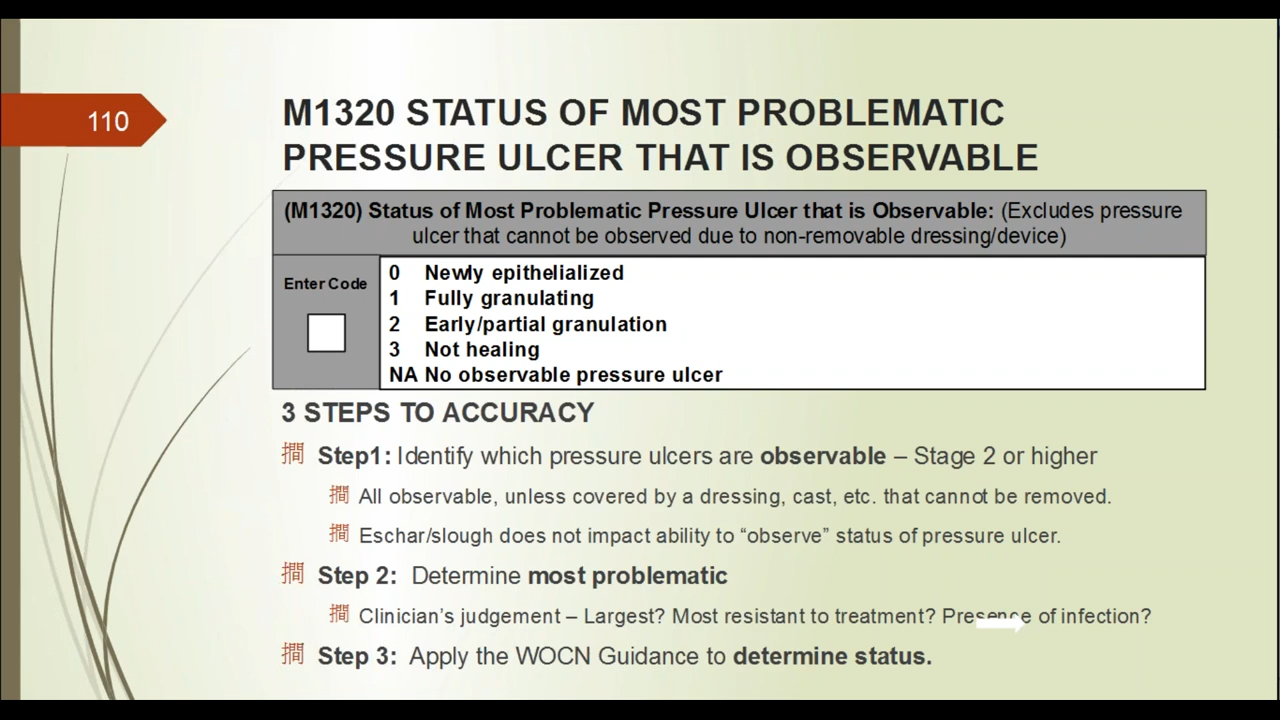 110
M1320 STATUS OF MOST PROBLEMATIC
PRESSURE ULCER THAT IS OBSERVABLE
(M1320) Status of Most Problematic Pressure Ulcer that is Observable: (Excludes pressure
ulcer that cannot be observed due to non-removable dressing/device)
Enter Code
0 Newly epithelialized
1 Fully granulating
2 Early/partial granulation
3 Not healing
NA No observable pressure ulcer
3 STEPS TO ACCURACY
㨂 Step1: Identify which pressure ulcers are observable – Stage 2 or higher
㨂 All observable, unless covered by a dressing, cast, etc. that cannot be removed.
㨂 Eschar/slough does not impact ability to “observe” status of pressure ulcer.
㨂 Step 2: Determine most problematic
㨂 Clinician’s judgement – Largest? Most resistant to treatment? Presence of infection?
㨂 Step 3: Apply the WOCN Guidance to determine status.